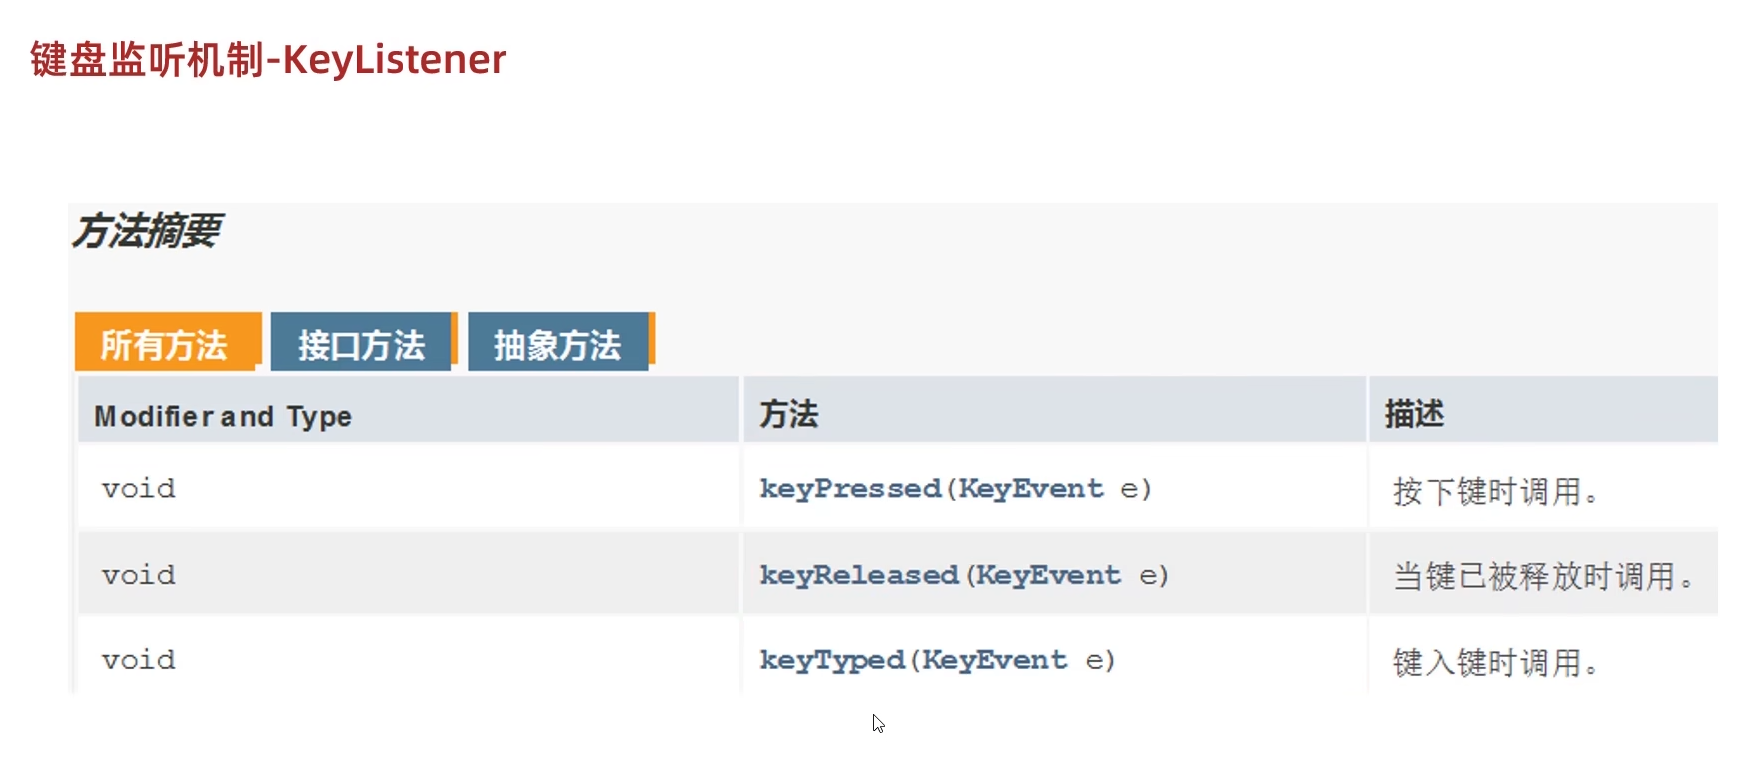 键盘监听机制-KeyListener
方法摘要
所有方法 接口方法 抽象方法
Modifier and Type 方法 描述
void keyPressed(KeyEvent e) 按下键时调用。
void keyReleased(KeyEvent e) 当键已被释放时调用。
void keyTyped(KeyEvent e) 键入键时调用。